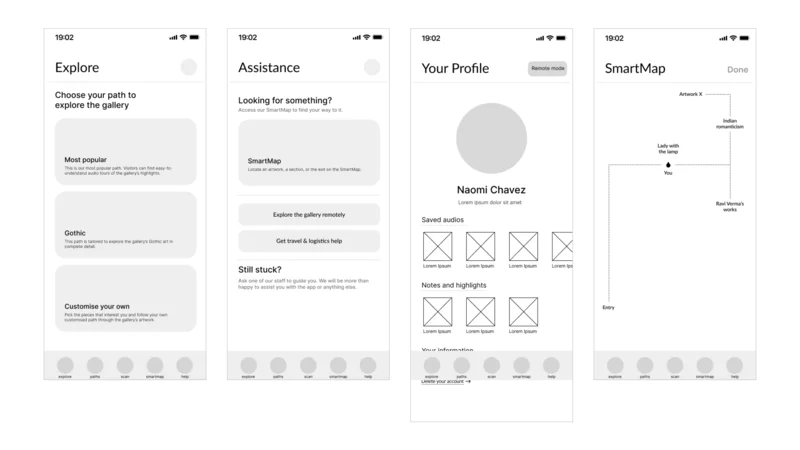 19:02
Explore
Choose your path to
explore the gallery
Most popular
This is our most popular path. Visitors can find easy-to-
understand audio tours of the gallery's highlights.
Gothic
This path is tailored to explore the gallery's Gothic art in
complete detail.
Customise your own
Pick the pieces that interest you and follow your own
customised path through the gallery's artwork.
explore paths scan smartmap help
19:02
Assistance
Looking for something?
Access our SmartMap to find your way to it.
SmartMap
Locate an artwork, a section, or the exit on the SmartMap.
Explore the gallery remotely
Get travel & logistics help
Still stuck?
Ask one of our staff to guide you. We will be more than
happy to assist you with the app or anything else.
explore paths scan smartmap help
19:02
Your Profile
Remote mode
Naomi Chavez
Lorem ipsum dolor sit amet
Saved audios
Lorem Ipsum Lorem Ipsum Lorem Ipsum Lorem Ipsum
Notes and highlights
Lorem Ipsum Lorem Ipsum Lorem Ipsum
Your information
explore paths scan smartmap help
Delete your account →
19:02
SmartMap
Done
Artwork X
Indian
romanticism
Lady with
the lamp
You
Ravi Verma's
works
Entry
explore paths scan smartmap help